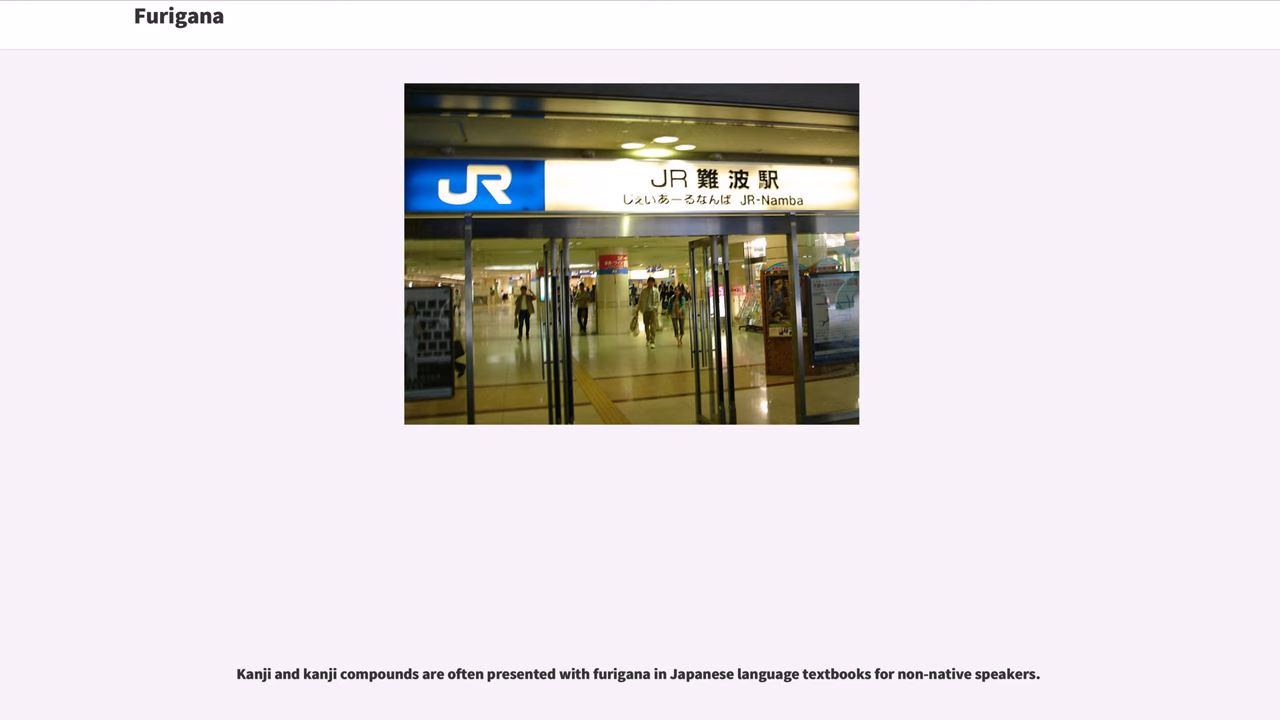 Furigana
JR
JR 難波駅
じぇいあーるなんば JR-Namba
Kanji and kanji compounds are often presented with furigana in Japanese language textbooks for non-native speakers.